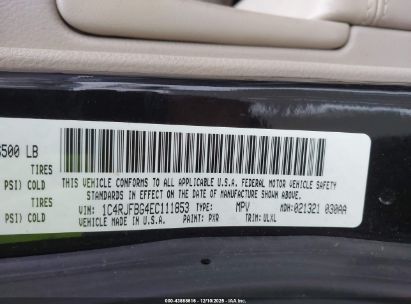 6500 LB
TIRES
PSI) COLD
TIRES
PSI) COLD
THIS VEHICLE CONFORMS TO ALL APPLICABLE U.S.A. FEDERAL MOTOR VEHICLE SAFETY
STANDARDS IN EFFECT ON THE DATE OF MANUFACTURE SHOWN ABOVE.
VIN: 1C4RJFBG4EC111853 TYPE: MPV MDH: 021321 030AA
MADE IN U.S.A. PAINT: PXR TRIM: ULXL